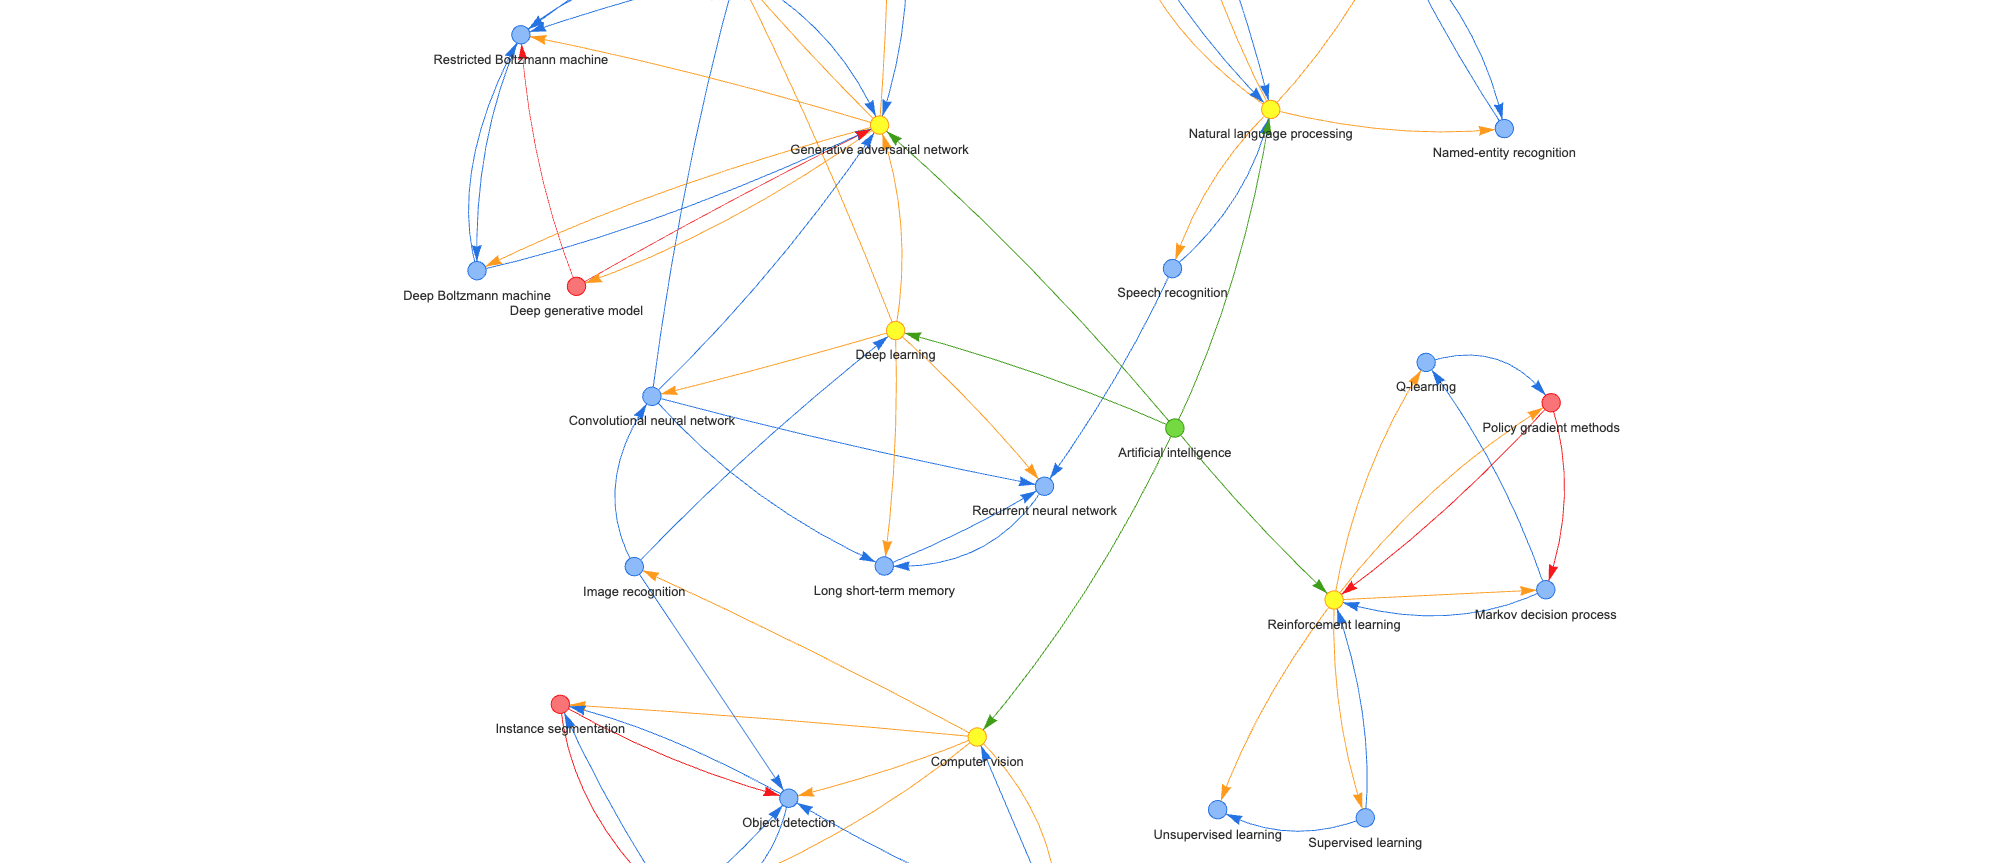 Restricted Boltzmann machine
Natural language processing
Generative adversarial network
Named-entity recognition
Speech recognition
Deep Boltzmann machine
Deep generative model
Deep learning
Q-learning
Convolutional neural network
Policy gradient methods
Artificial intelligence
Recurrent neural network
Image recognition
Long short-term memory
Markov decision process
Reinforcement learning
Instance segmentation
Computer vision
Object detection
Unsupervised learning
Supervised learning